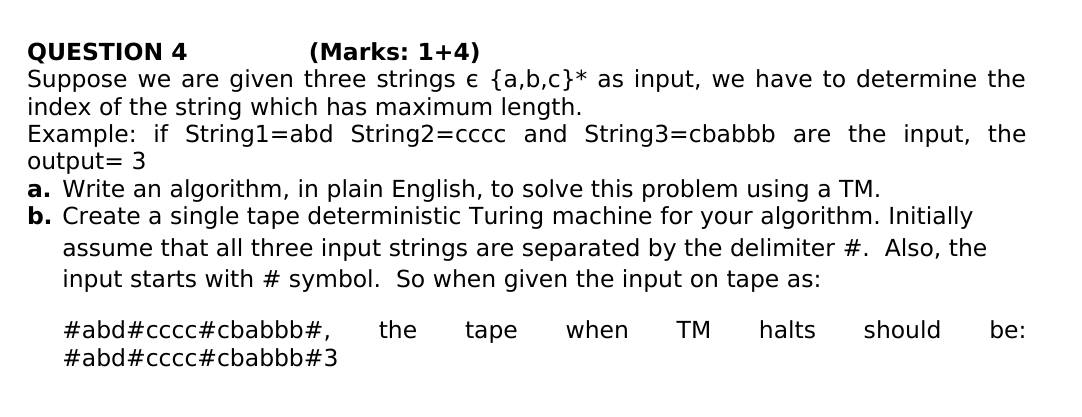 QUESTION 4 (Marks: 1+4)
Suppose we are given three strings ϵ {a,b,c}* as input, we have to determine the
index of the string which has maximum length.
Example: if String1=abd String2=cccc and String3=cbabbb are the input, the
output= 3
a. Write an algorithm, in plain English, to solve this problem using a TM.
b. Create a single tape deterministic Turing machine for your algorithm. Initially
assume that all three input strings are separated by the delimiter #. Also, the
input starts with # symbol. So when given the input on tape as:
#abd#cccc#cbabbb#, the tape when TM halts should be:
#abd#cccc#cbabbb#3